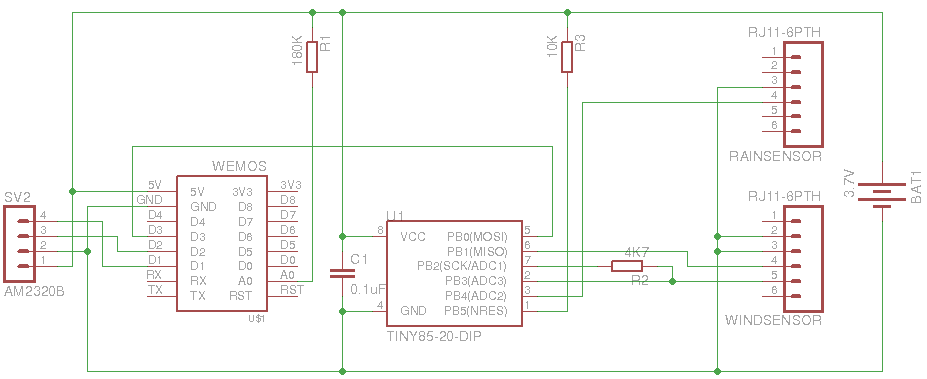 RJ11-6PTH
180K
R1
10K
R3
1
2
3
4
5
6
RAINSENSOR
WEMOS
5V
5V
3V3
3V3
GND
GND
D8
D8
D4
D4
D7
D7
D3
D3
D6
D6
D2
D2
D5
D5
D1
D1
D0
D0
RX
RX
A0
A0
TX
TX
RST
RST
U$1
SV2
4
3
2
1
AM2320B
U1
8
VCC
PB0(MOSI)
5
PB1(MISO)
6
PB2(SCK/ADC1)
7
PB3(ADC3)
2
PB4(ADC2)
3
4
GND
PB5(NRES)
1
TINY85-20-DIP
C1
0.1uF
4K7
R2
RJ11-6PTH
1
2
3
4
5
6
WINDSENSOR
3.7V
BAT1